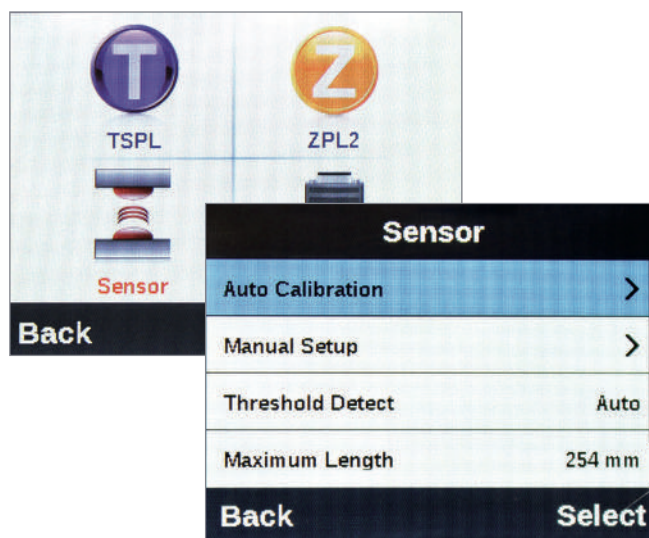 T Z
TSPL ZPL2
Sensor
Back
Sensor
Auto Calibration >
Manual Setup >
Threshold Detect Auto
Maximum Length 254 mm
Back Select